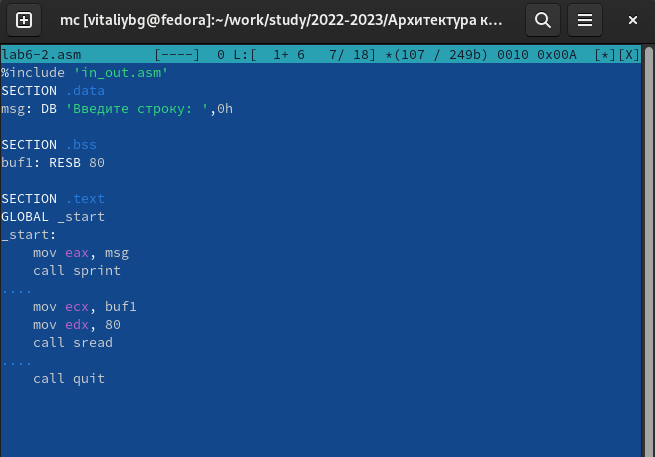 mc [vitaliybg@fedora]:~/work/study/2022-2023/Архитектура к...
lab6-2.asm [----] 0 L:[ 1+ 6 7/ 18] *(107 / 249b) 0010 0x00A [*][X]
%include 'in_out.asm'
SECTION .data
msg: DB 'Введите строку: ',0h
SECTION .bss
buf1: RESB 80
SECTION .text
GLOBAL _start
_start:
mov eax, msg
call sprint
....
mov ecx, buf1
mov edx, 80
call sread
....
call quit